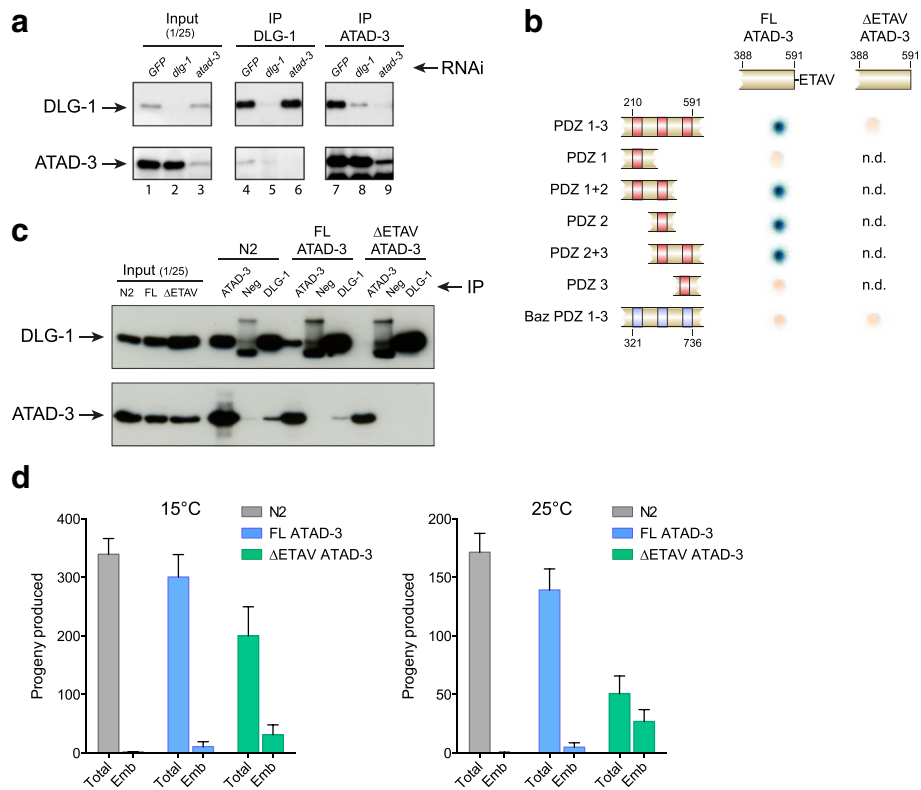 a
Input
(1/25)
IP
DLG-1
IP
ATAD-3
GFP dlg-1 atad-3 GFP dlg-1 atad-3 GFP dlg-1 atad-3
RNAi
DLG-1
ATAD-3
1 2 3 4 5 6 7 8 9
b
FL
ATAD-3
ΔETAV
ATAD-3
388 591 388 591
ETAV
210 591
PDZ 1-3
PDZ 1 n.d.
PDZ 1+2 n.d.
PDZ 2 n.d.
PDZ 2+3 n.d.
PDZ 3 n.d.
Baz PDZ 1-3
321 736
c
Input (1/25)
N2
FL
ATAD-3
ΔETAV
ATAD-3
N2 FL ΔETAV ATAD-3 Neg DLG-1 ATAD-3 Neg DLG-1 ATAD-3 Neg DLG-1
IP
DLG-1
ATAD-3
d
15°C
N2
FL ATAD-3
ΔETAV ATAD-3
Progeny produced
400
300
200
100
0
Total Emb Total Emb Total Emb
25°C
N2
FL ATAD-3
ΔETAV ATAD-3
Progeny produced
200
150
100
50
0
Total Emb Total Emb Total Emb